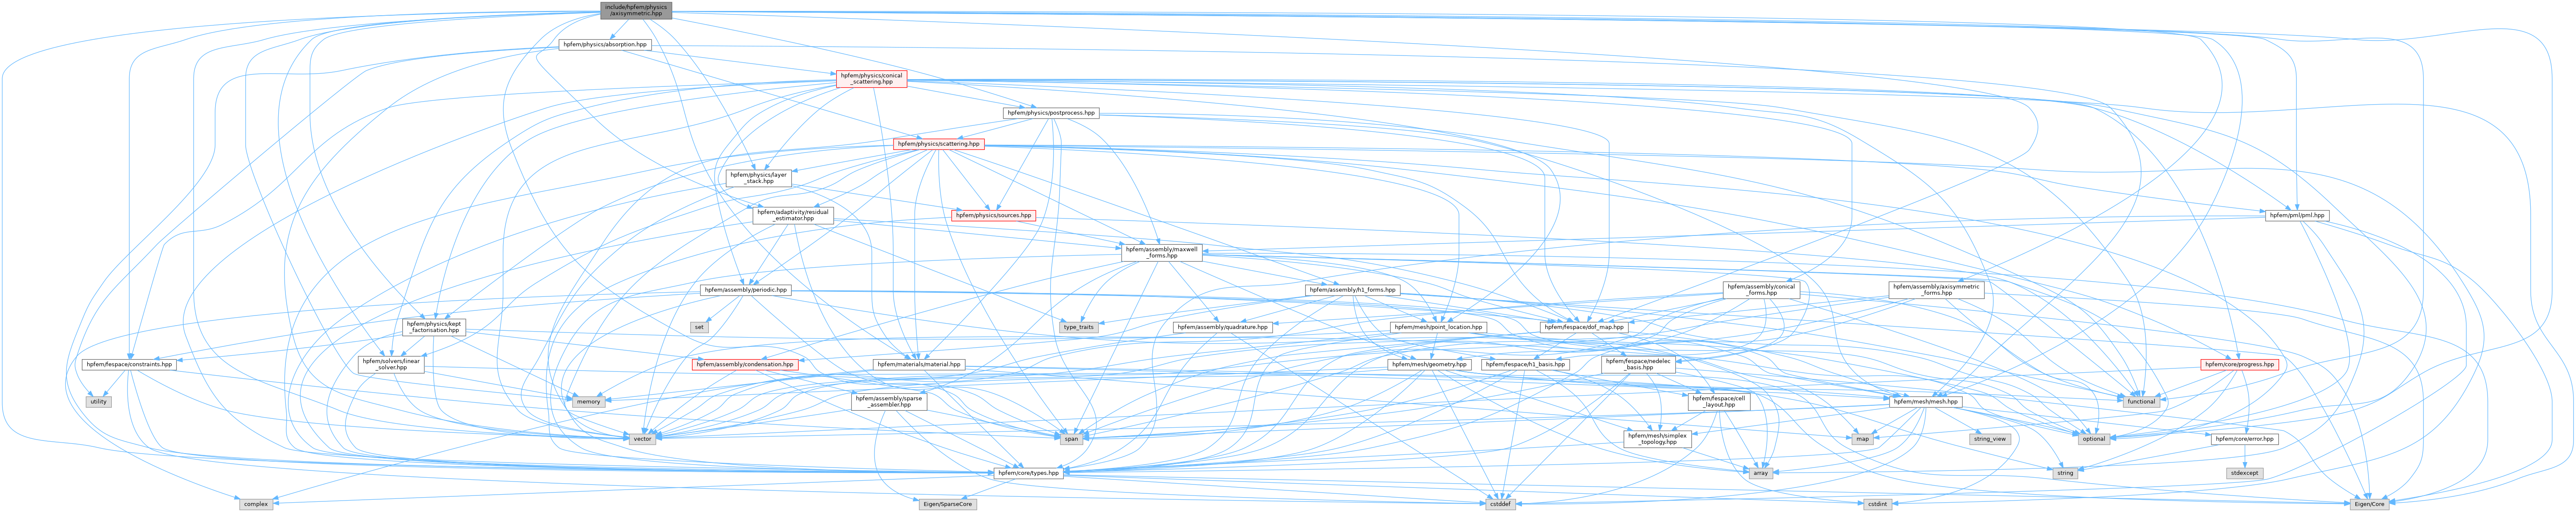 include/hpfem/physics
/axisymmetric.hpp
hpfem/physics/absorption.hpp
hpfem/physics/conical
_scattering.hpp
hpfem/physics/postprocess.hpp
hpfem/physics/scattering.hpp
hpfem/physics/layer
_stack.hpp
hpfem/adaptivity/residual
_estimator.hpp
hpfem/physics/sources.hpp
hpfem/pml/pml.hpp
hpfem/assembly/maxwell
_forms.hpp
hpfem/assembly/periodic.hpp
hpfem/assembly/h1_forms.hpp
hpfem/assembly/conical
_forms.hpp
hpfem/assembly/axisymmetric
_forms.hpp
hpfem/physics/kept
_factorisation.hpp
set
type_traits
hpfem/assembly/quadrature.hpp
hpfem/mesh/point_location.hpp
hpfem/fespace/dof_map.hpp
hpfem/fespace/constraints.hpp
hpfem/solvers/linear
_solver.hpp
hpfem/assembly/condensation.hpp
hpfem/materials/material.hpp
hpfem/mesh/geometry.hpp
hpfem/fespace/h1_basis.hpp
hpfem/fespace/nedelec
_basis.hpp
hpfem/core/progress.hpp
utility
memory
hpfem/assembly/sparse
_assembler.hpp
hpfem/fespace/cell
_layout.hpp
hpfem/mesh/mesh.hpp
functional
vector
span
hpfem/mesh/simplex
_topology.hpp
map
string_view
optional
hpfem/core/error.hpp
hpfem/core/types.hpp
array
string
stdexcept
complex
Eigen/SparseCore
cstddef
cstdint
Eigen/Core